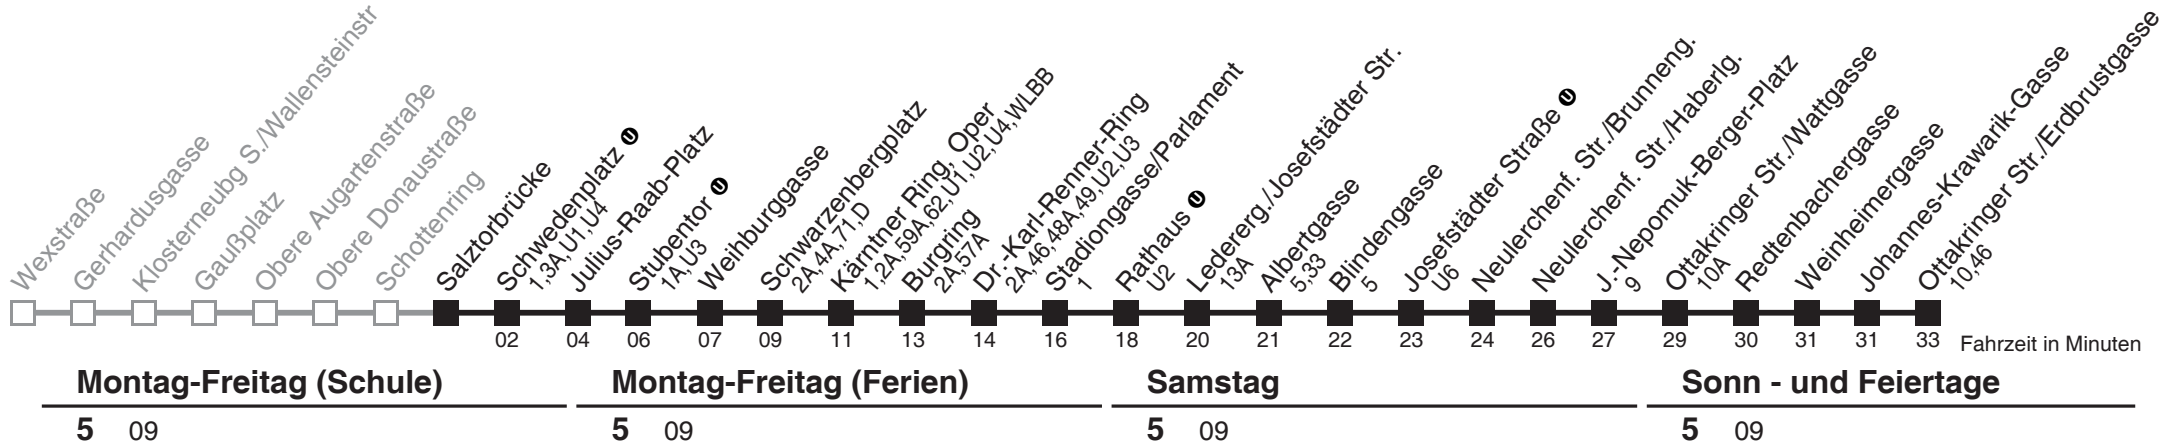 Wexstraße
Gerhardusgasse
Klosterneubg S./Wallensteinstr
Gaußplatz
Obere Augartenstraße
Obere Donaustraße
Schottenring
Salztorbrücke
Schwedenplatz U
1,3A,U1,U4
Julius-Raab-Platz
Stubentor U
1A,U3
Weihburggasse
Schwarzenbergplatz
2A,4A,71,D
Kärntner Ring, Oper
1,2A,59A,62,U1,U2,U4,WLBB
Burgring
2A,57A
Dr.-Karl-Renner-Ring
2A,46,48A,49,U2,U3
Stadiongasse/Parlament
1
Rathaus U
U2
Ledererg./Josefstädter Str.
13A
Albertgasse
5,33
Blindengasse
5
Josefstädter Straße U
U6
Neulerchenf. Str./Brunneng.
Neulerchenf. Str./Haberlg.
J.-Nepomuk-Berger-Platz
9
Ottakringer Str./Wattgasse
10A
Redtenbachergasse
Weinheimergasse
Johannes-Krawarik-Gasse
Ottakringer Str./Erdbrustgasse
10,46
02 04 06 07 09 11 13 14 16 18 20 21 22 23 24 26 27 29 30 31 31 33 Fahrzeit in Minuten
Montag-Freitag (Schule) Montag-Freitag (Ferien) Samstag Sonn - und Feiertage
5 09 5 09 5 09 5 09